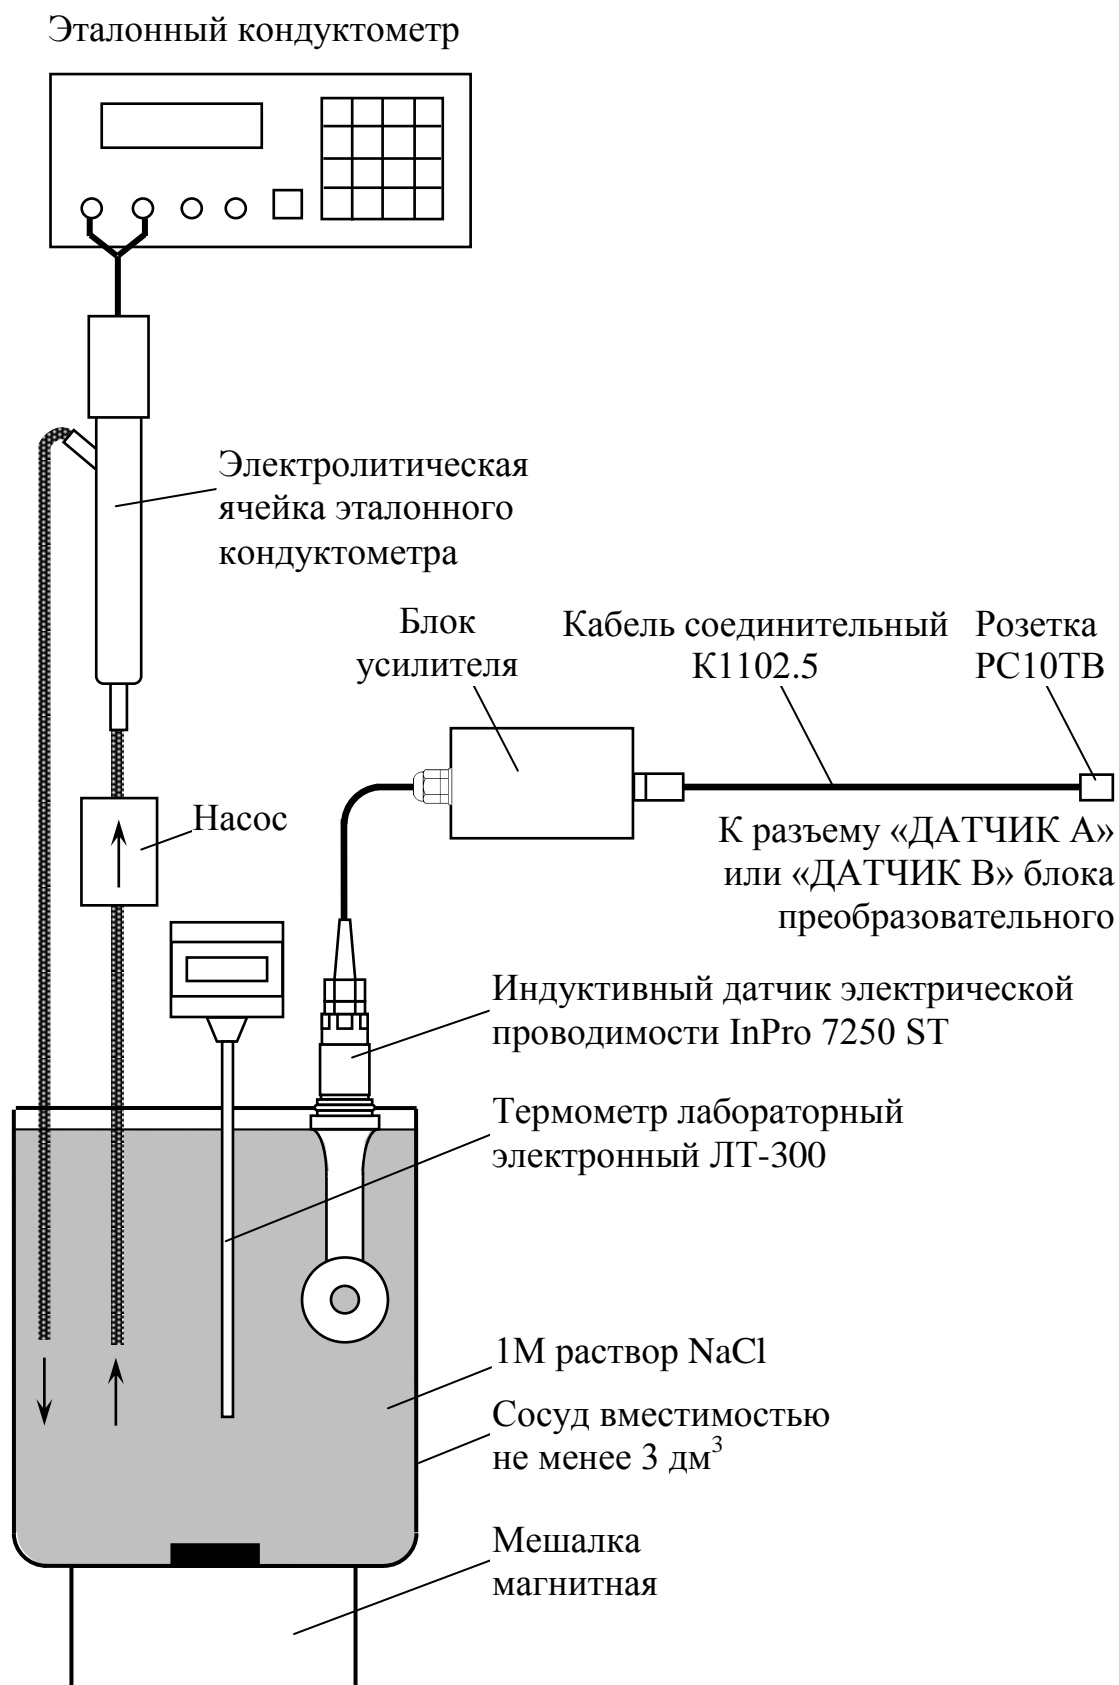 Эталонный кондуктометр
Электролитическая
ячейка эталонного
кондуктометра
Блок
усилителя
Кабель соединительный
К1102.5
Розетка
РС10ТВ
Насос
К разъему «ДАТЧИК А»
или «ДАТЧИК В» блока
преобразовательного
Индуктивный датчик электрической
проводимости InPro 7250 ST
Термометр лабораторный
электронный ЛТ-300
1М раствор NaCl
Сосуд вместимостью
не менее 3 дм³
Мешалка
магнитная